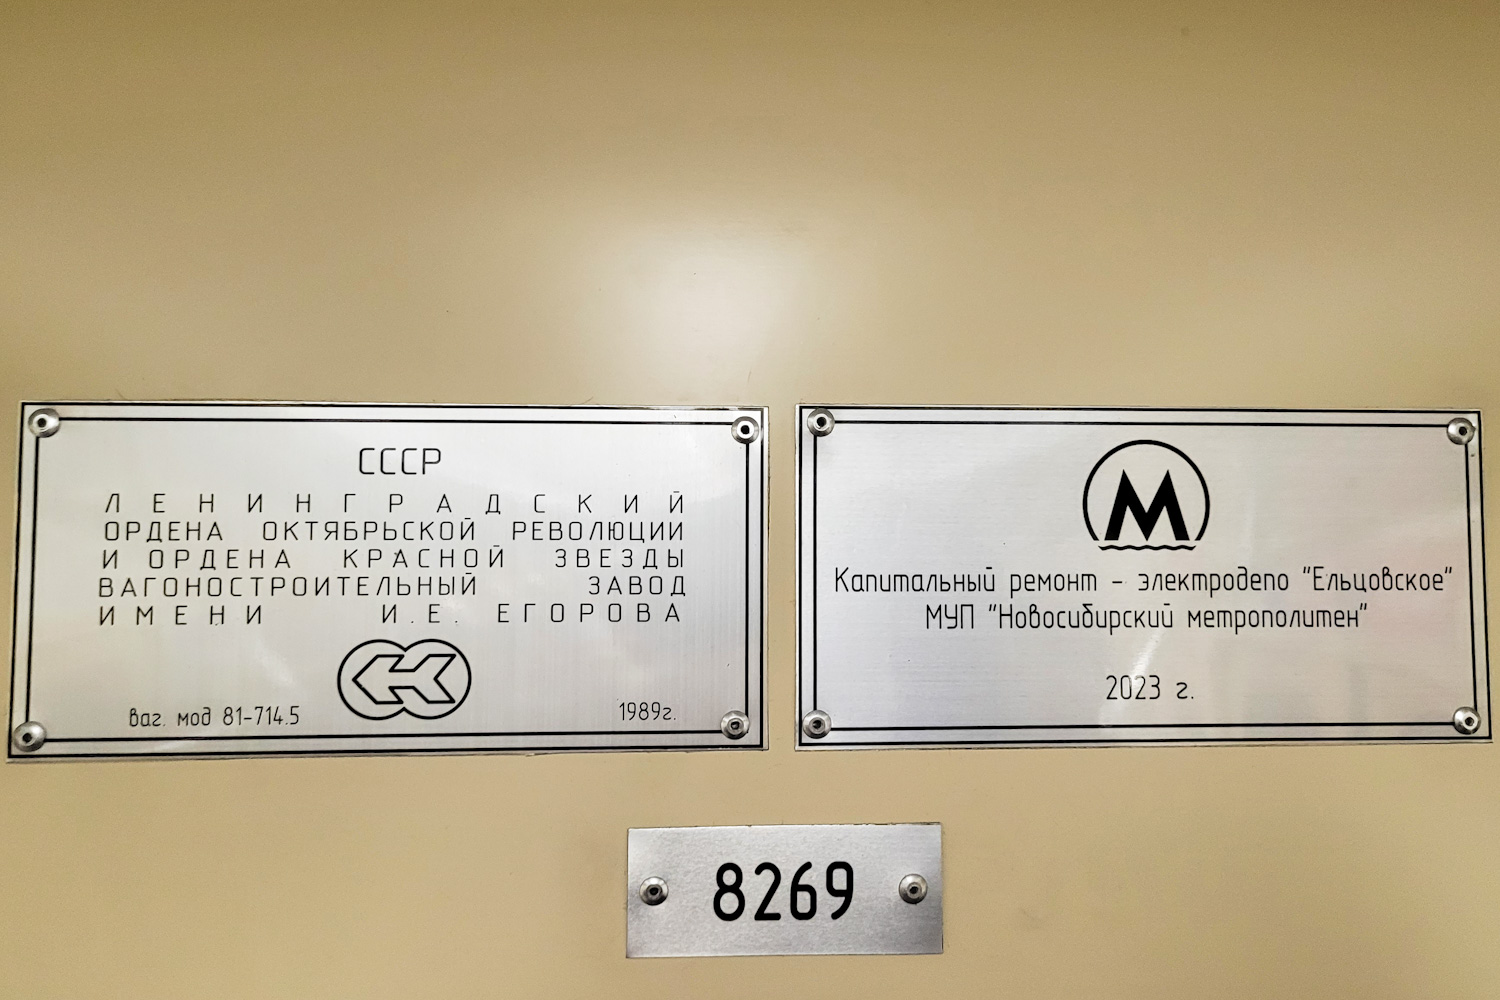 СССР
ЛЕНИНГРАДСКИЙ
ОРДЕНА ОКТЯБРЬСКОЙ РЕВОЛЮЦИИ
И ОРДЕНА КРАСНОЙ ЗВЕЗДЫ
ВАГОНОСТРОИТЕЛЬНЫЙ ЗАВОД
ИМЕНИ И.Е. ЕГОРОВА
ваг. мод 81-714.5 1989г.
М
Капитальный ремонт - электродепо "Ельцовское"
МУП "Новосибирский метрополитен"
2023 г.
8269